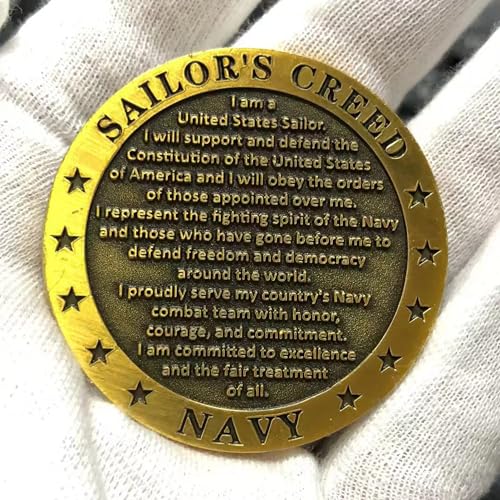 SAILOR'S CREED
I am a
United States Sailor.
I will support and defend the
Constitution of the United States
of America and I will obey the orders
of those appointed over me.
I represent the fighting spirit of the Navy
and those who have gone before me to
defend freedom and democracy
around the world.
I proudly serve my country's Navy
combat team with honor,
courage, and commitment.
I am committed to excellence
and the fair treatment
of all.
NAVY